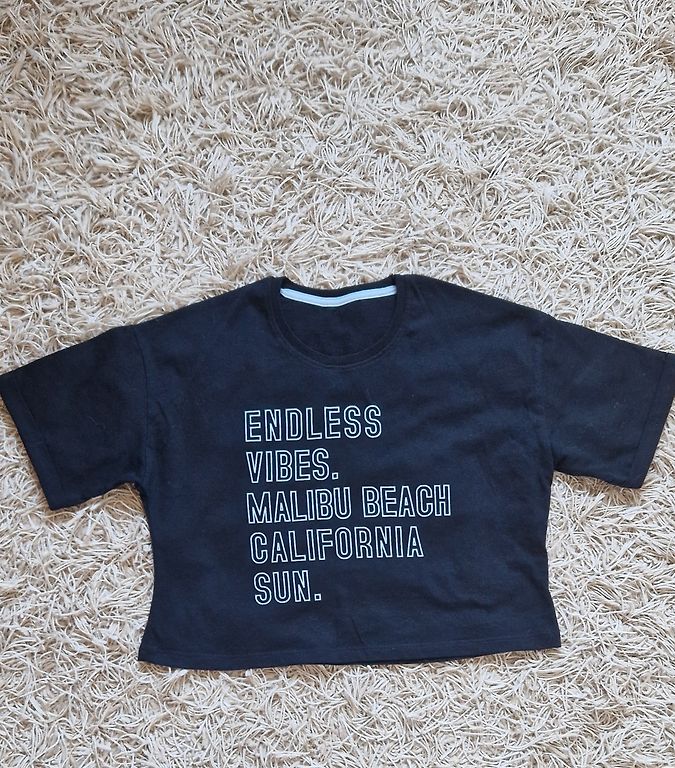 ENDLESS
VIBES.
MALIBU BEACH
CALIFORNIA
SUN.